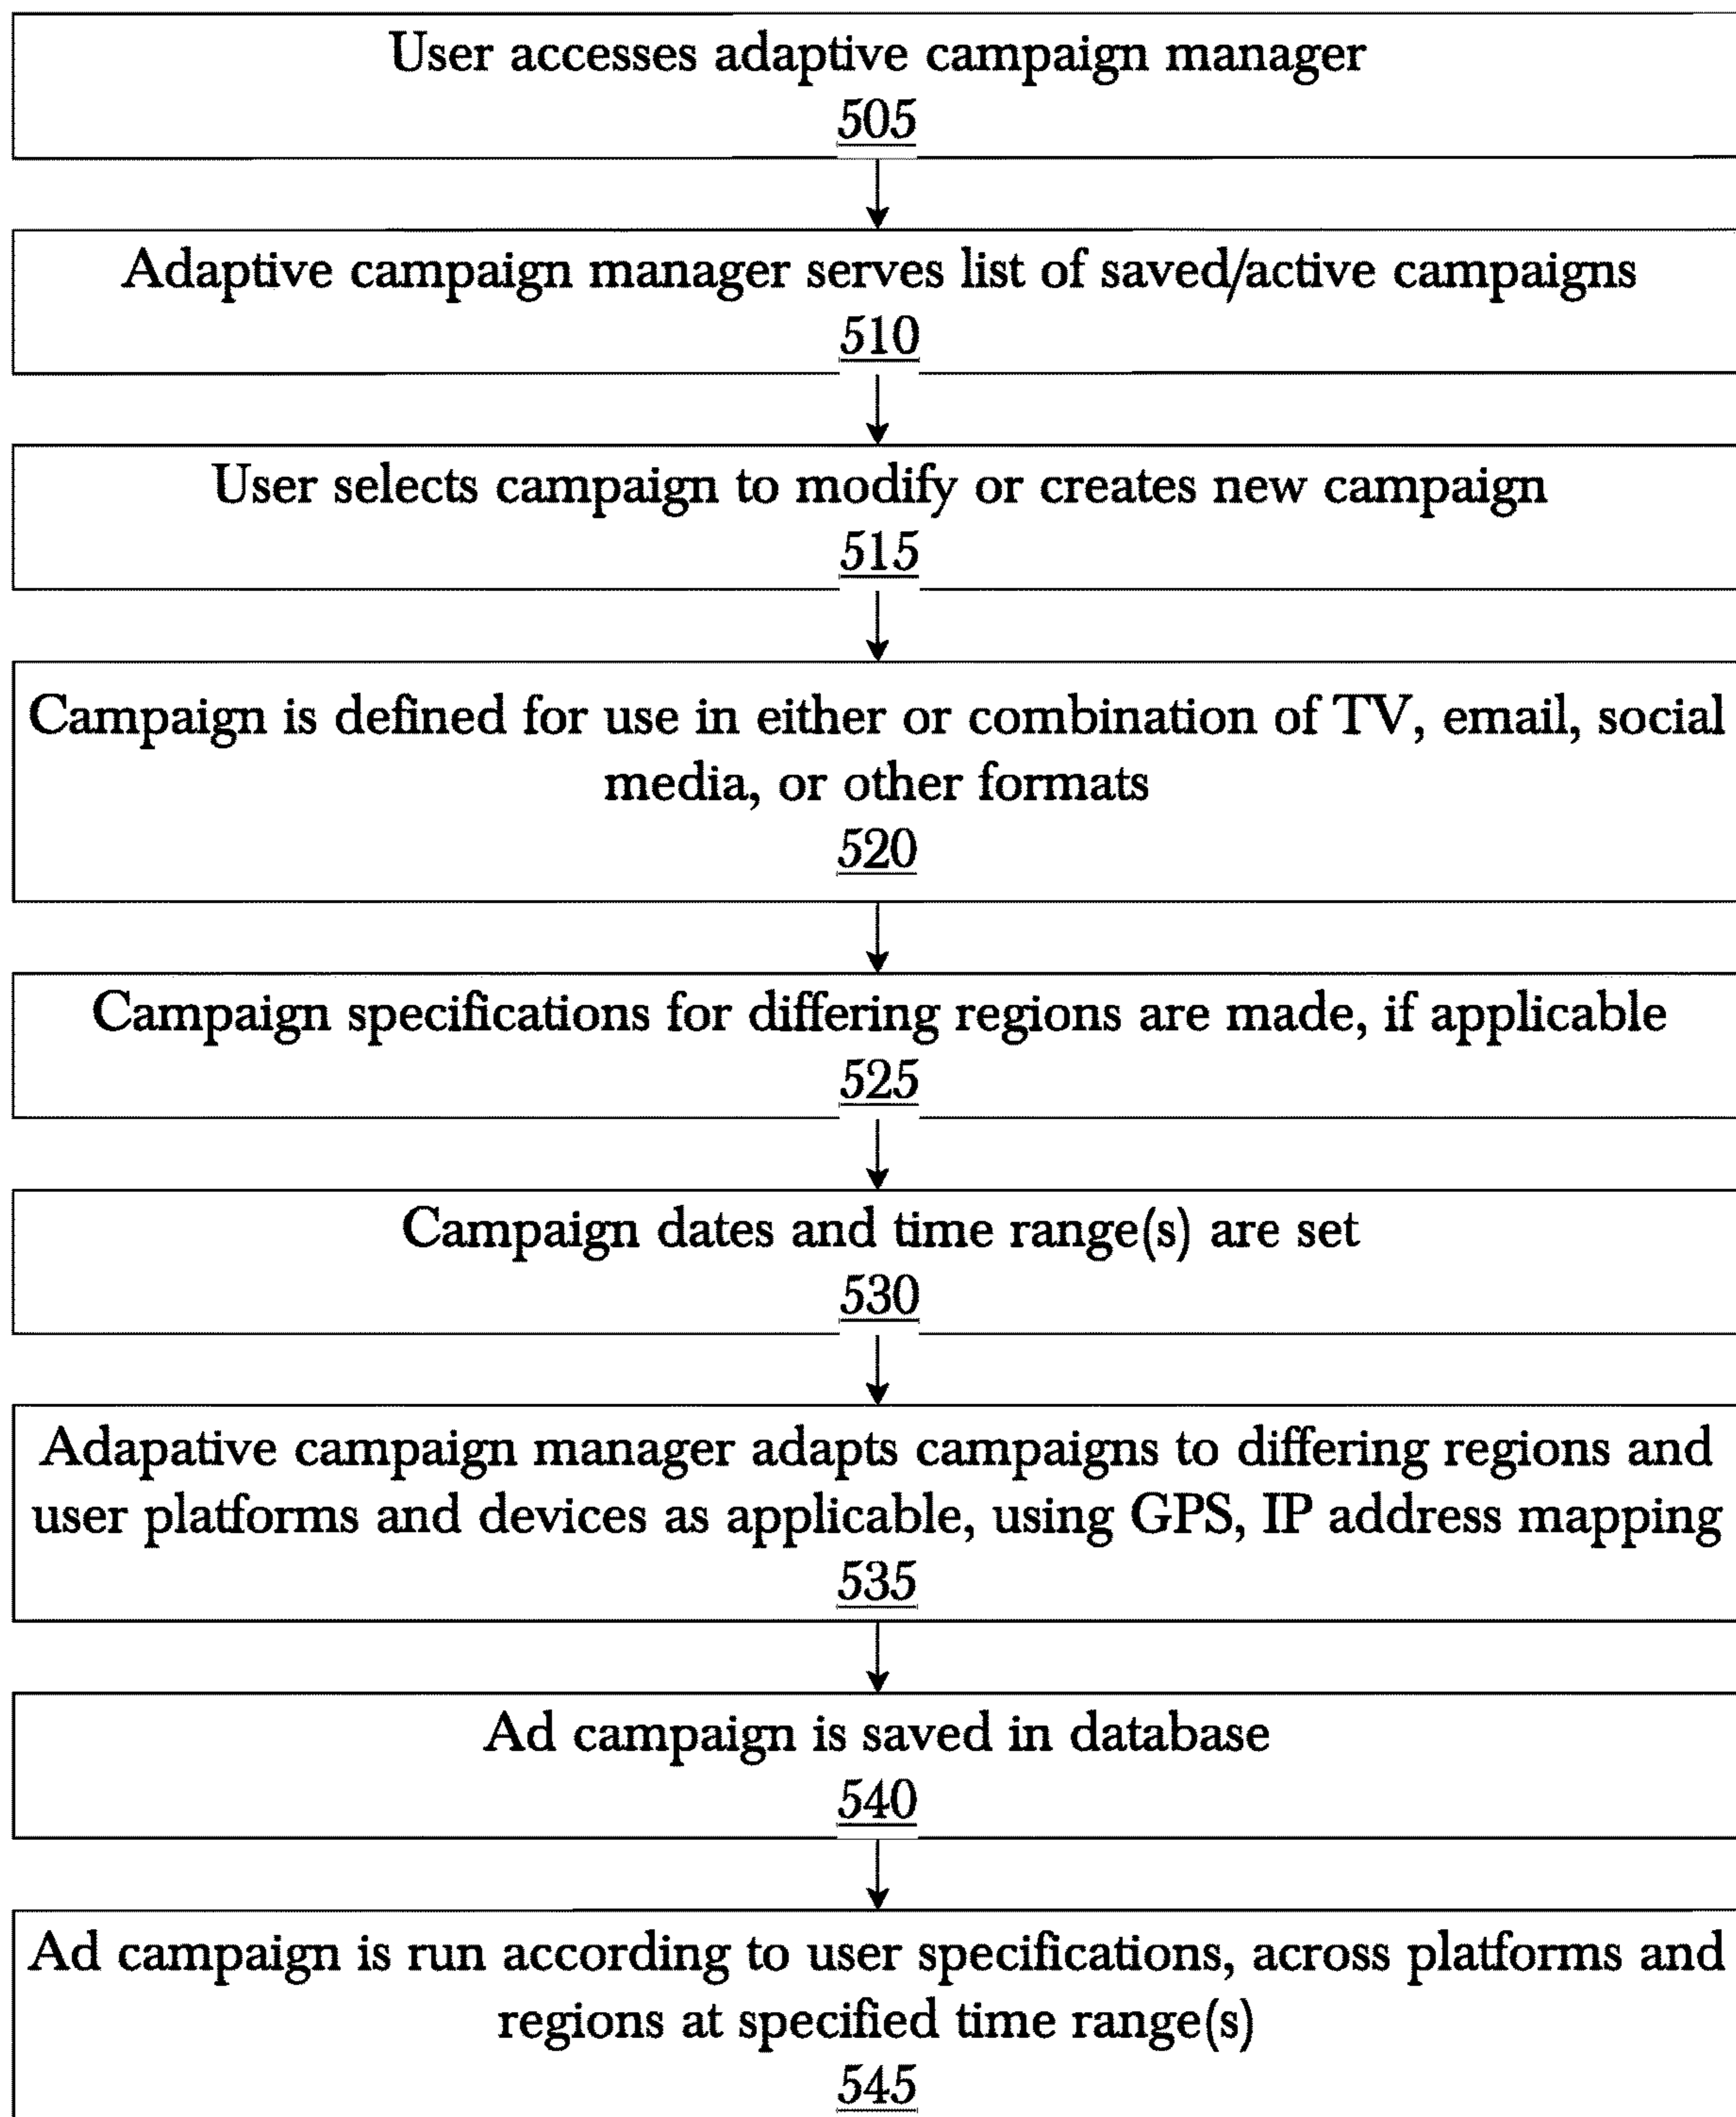 User accesses adaptive campaign manager
505
Adaptive campaign manager serves list of saved/active campaigns
510
User selects campaign to modify or creates new campaign
515
Campaign is defined for use in either or combination of TV, email, social
media, or other formats
520
Campaign specifications for differing regions are made, if applicable
525
Campaign dates and time range(s) are set
530
Adapative campaign manager adapts campaigns to differing regions and
user platforms and devices as applicable, using GPS, IP address mapping
535
Ad campaign is saved in database
540
Ad campaign is run according to user specifications, across platforms and
regions at specified time range(s)
545